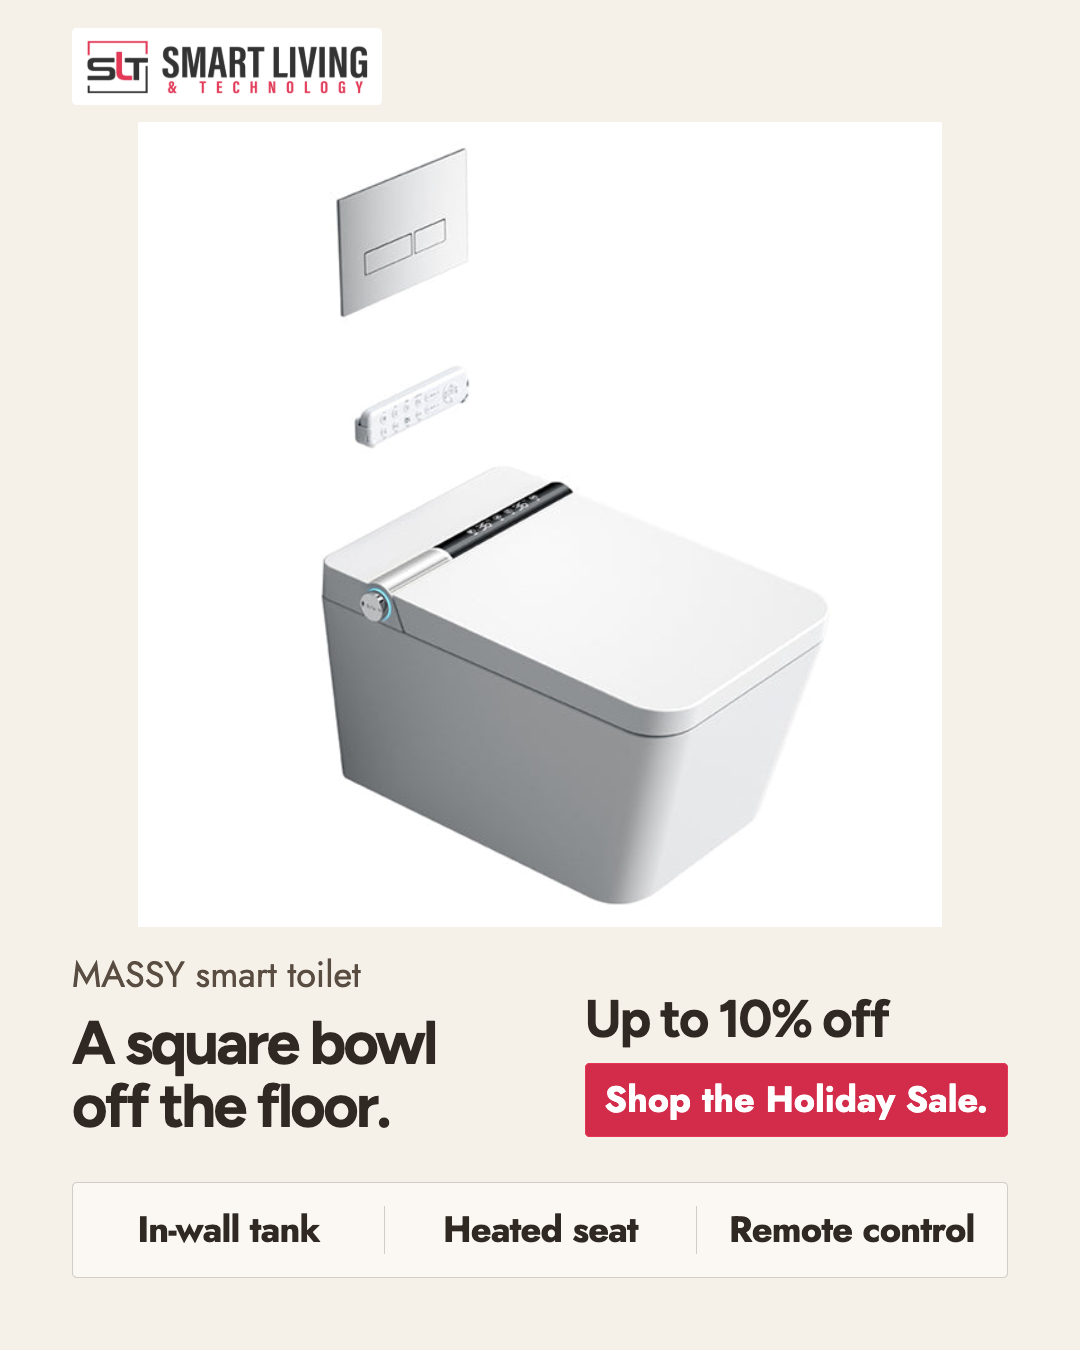 SLT SMART LIVING
& TECHNOLOGY
MASSY smart toilet
A square bowl
off the floor.
Up to 10% off
Shop the Holiday Sale.
In-wall tank
Heated seat
Remote control